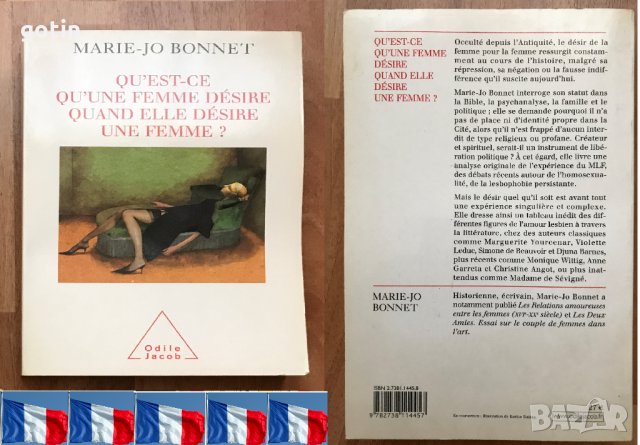 gotin
MARIE-JO BONNET
QU'EST-CE
QU'UNE FEMME DÉSIRE
QUAND ELLE DÉSIRE
UNE FEMME ?
Odile
Jacob
QU'EST-CE
QU'UNE FEMME
DÉSIRE
QUAND ELLE
DÉSIRE
UNE FEMME ?
Occulté depuis l'Antiquité, le désir de la
femme pour la femme ressurgit constam-
ment au cours de l'histoire, malgré sa
répression, sa négation ou la fausse indif-
férence qu'il suscite aujourd'hui.
Marie-Jo Bonnet interroge son statut dans
la Bible, la psychanalyse, la famille et le
politique ; elle se demande pourquoi il n'a
pas de place ni d'identité propre dans la
Cité, alors qu'il n'est frappé d'aucun inter-
dit de type religieux ou profane. Créateur
et spirituel, serait-il un instrument de libé-
ration politique ? À cet égard, elle livre une
analyse originale de l'expérience du MLF,
des débats récents autour de l'homosexua-
lité, de la lesbophobie persistante.
Mais le désir quel qu'il soit est avant tout
une expérience singulière et complexe.
Elle dresse ainsi un tableau inédit des dif-
férentes figures de l'amour lesbien à travers
la littérature, chez des auteurs classiques
comme Marguerite Yourcenar, Violette
Leduc, Simone de Beauvoir et Djuna Barnes,
plus récents comme Monique Wittig, Anne
Garreta et Christine Angot, ou plus inat-
tendus comme Madame de Sévigné.
MARIE-JO
BONNET
Historienne, écrivain, Marie-Jo Bonnet a
notamment publié Les Relations amoureuses
entre les femmes (XVIe-XXe siècle) et Les Deux
Amies. Essai sur le couple de femmes dans
l'art.
ISBN 2.7381.1445.8
9 782738 114457
BAZAR